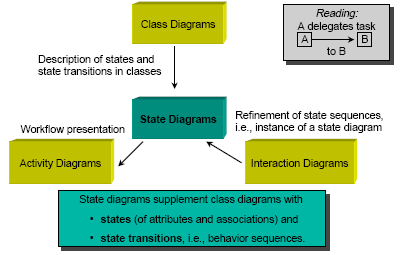 Class Diagrams
Reading:
A delegates task
A
B
to B
Description of states and
state transitions in classes
State Diagrams
Refinement of state sequences,
i.e., instance of a state diagram
Workflow presentation
Activity Diagrams
Interaction Diagrams
State diagrams supplement class diagrams with
• states (of attributes and associations) and
• state transitions, i.e., behavior sequences.